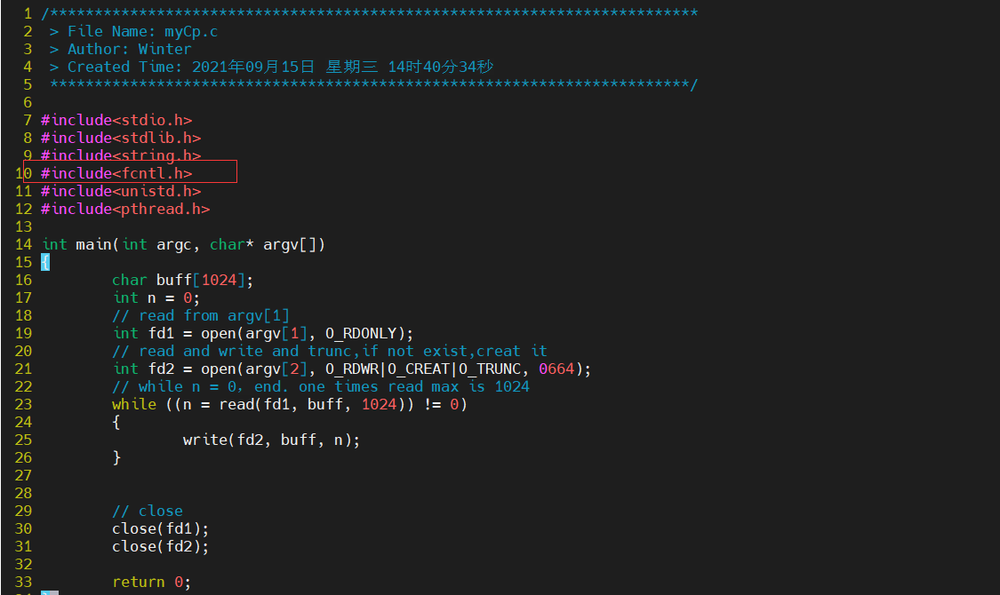 1 /*************************************************************************
2  > File Name: myCp.c
3  > Author: Winter
4  > Created Time: 2021年09月15日 星期三 14时40分34秒
5  ************************************************************************/
6
7 #include<stdio.h>
8 #include<stdlib.h>
9 #include<string.h>
10 #include<fcntl.h>
11 #include<unistd.h>
12 #include<pthread.h>
13
14 int main(int argc, char* argv[])
15 {
16         char buff[1024];
17         int n = 0;
18         // read from argv[1]
19         int fd1 = open(argv[1], O_RDONLY);
20         // read and write and trunc,if not exist,creat it
21         int fd2 = open(argv[2], O_RDWR|O_CREAT|O_TRUNC, 0664);
22         // while n = 0，end. one times read max is 1024
23         while ((n = read(fd1, buff, 1024)) != 0)
24         {
25                 write(fd2, buff, n);
26         }
27
28
29         // close
30         close(fd1);
31         close(fd2);
32
33         return 0;